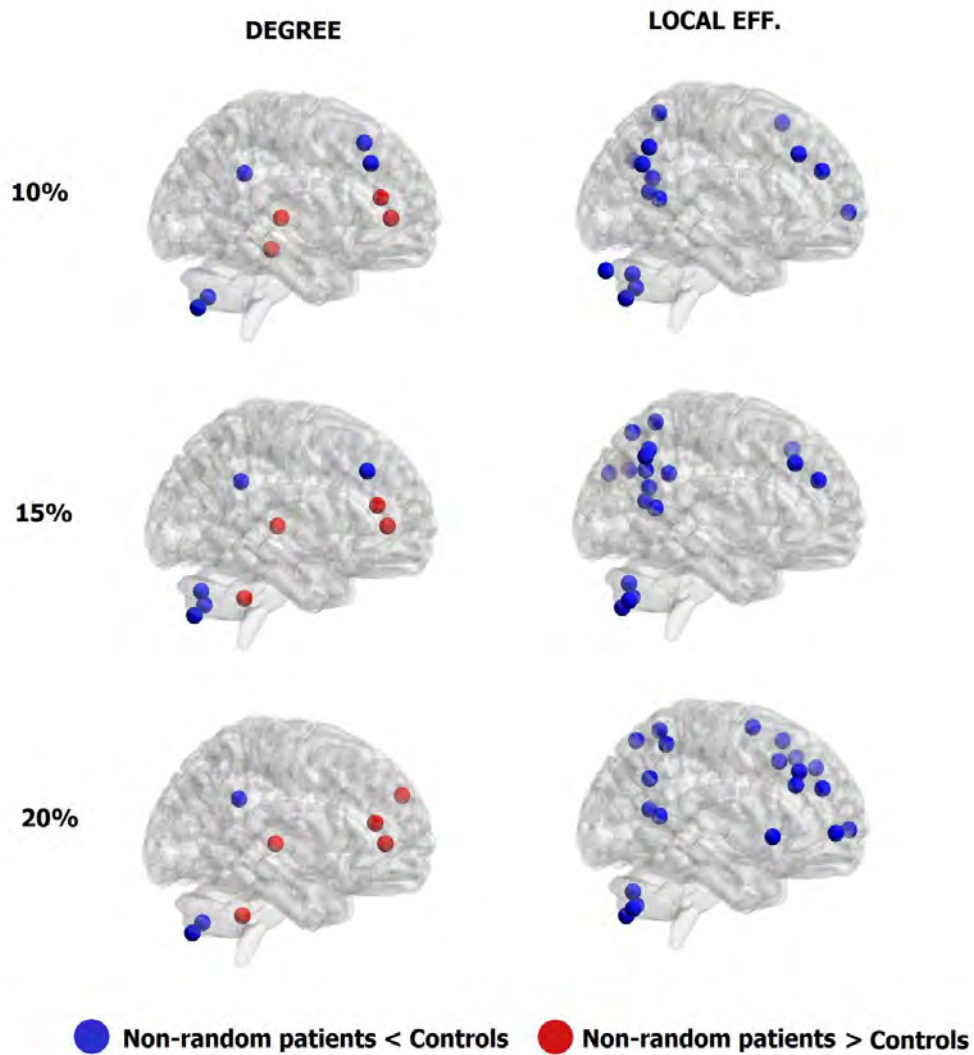 DEGREE
LOCAL EFF.
10%
15%
20%
Non-random patients < Controls
Non-random patients > Controls